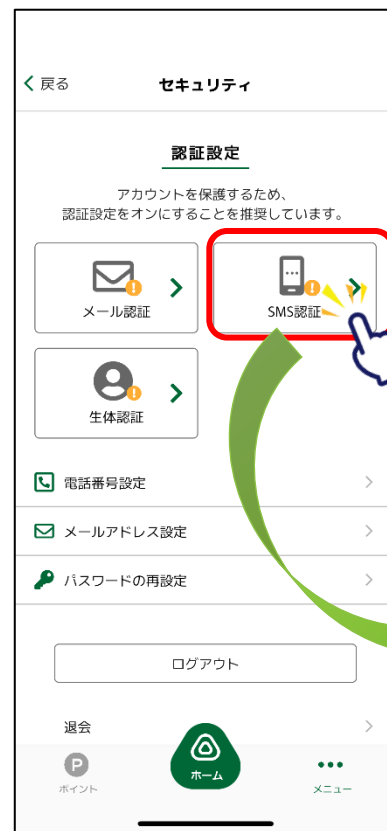 戻る
セキュリティ
認証設定
アカウントを保護するため、
認証設定をオンにすることを推奨しています。
メール認証
SMS認証
生体認証
電話番号設定
メールアドレス設定
パスワードの再設定
ログアウト
退会
P
ポイント
ホーム
メニュー